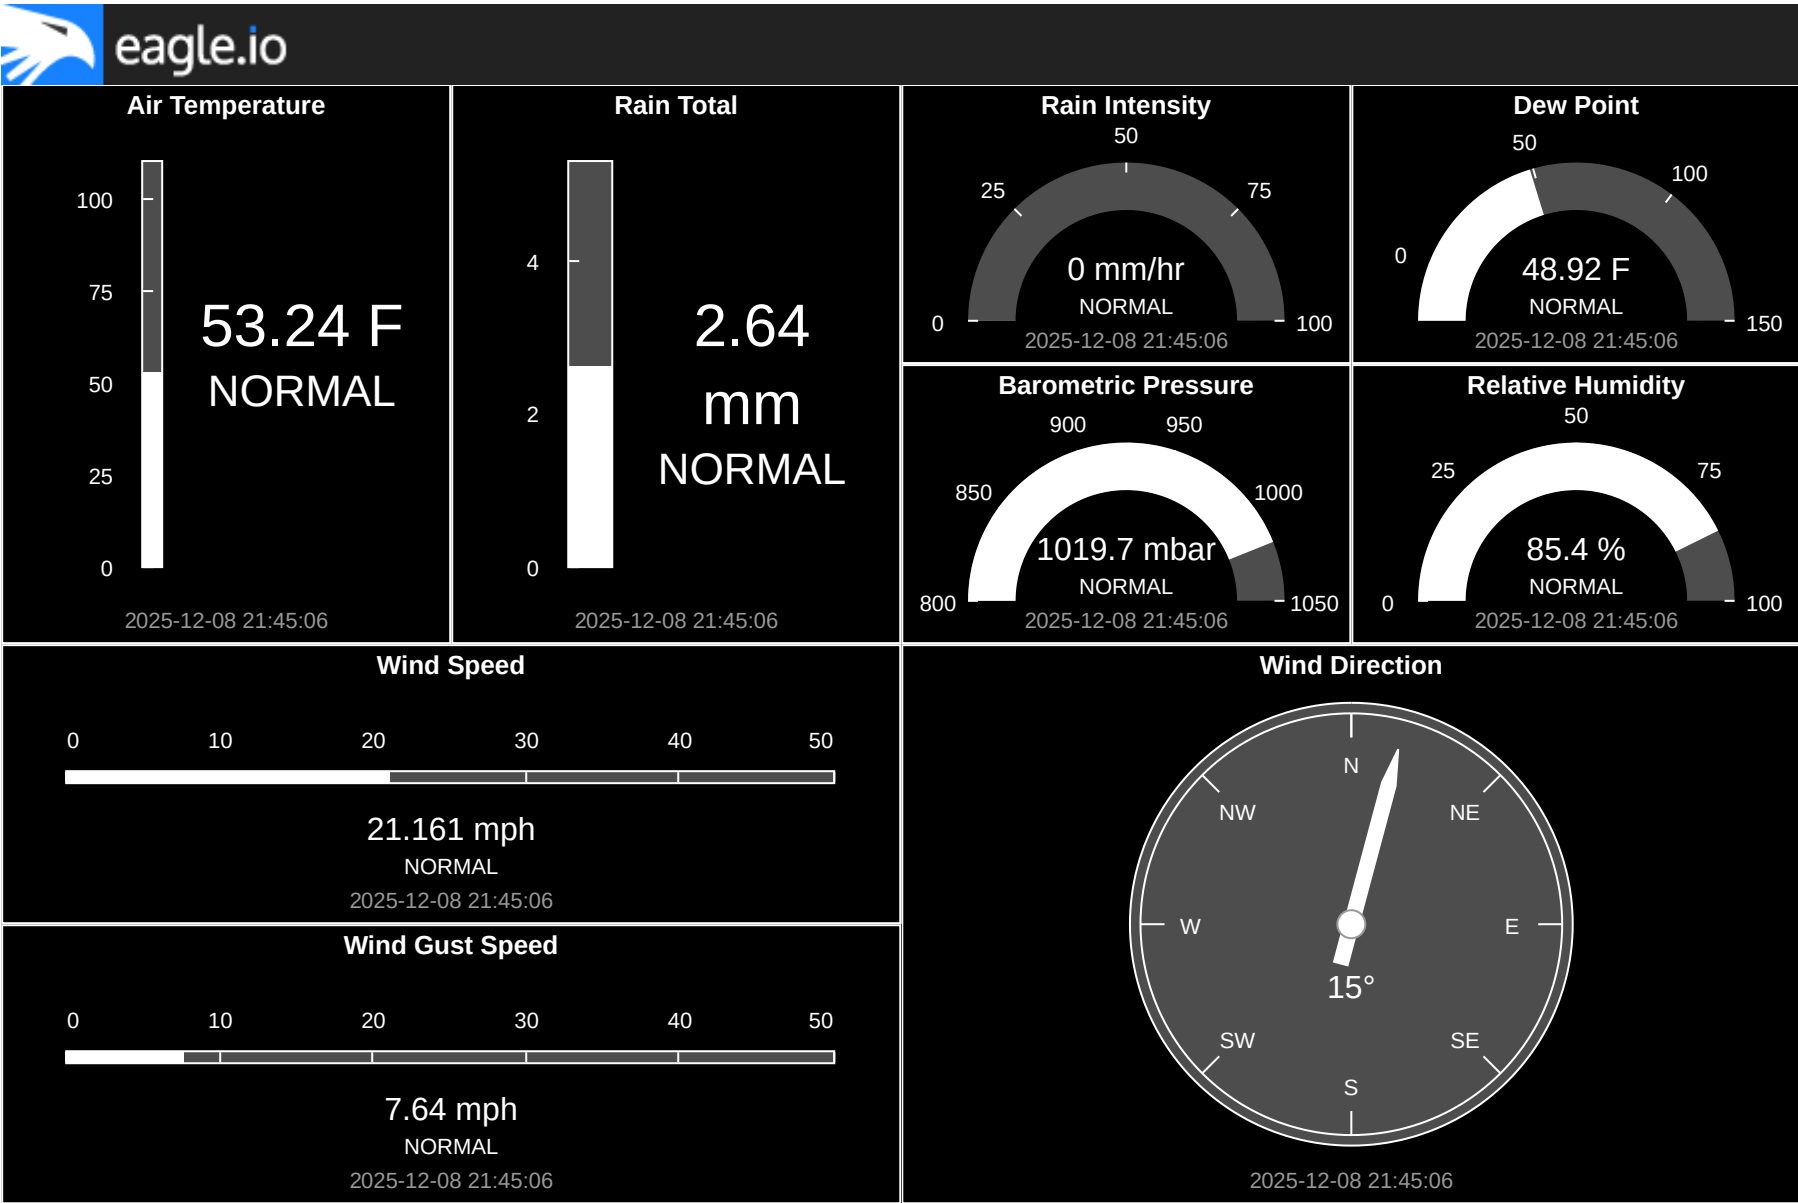 eagle.io
Air Temperature
100
75
50
25
0
53.24 F
NORMAL
2025-12-08 21:45:06
Rain Total
4
2
0
2.64
mm
NORMAL
2025-12-08 21:45:06
Rain Intensity
0
25
50
75
100
0 mm/hr
NORMAL
2025-12-08 21:45:06
Dew Point
0
50
100
150
48.92 F
NORMAL
2025-12-08 21:45:06
Barometric Pressure
800
850
900
950
1000
1050
1019.7 mbar
NORMAL
2025-12-08 21:45:06
Relative Humidity
0
25
50
75
100
85.4 %
NORMAL
2025-12-08 21:45:06
Wind Speed
0 10 20 30 40 50
21.161 mph
NORMAL
2025-12-08 21:45:06
Wind Gust Speed
0 10 20 30 40 50
7.64 mph
NORMAL
2025-12-08 21:45:06
Wind Direction
N
NW NE
W E
15°
SW SE
S
2025-12-08 21:45:06